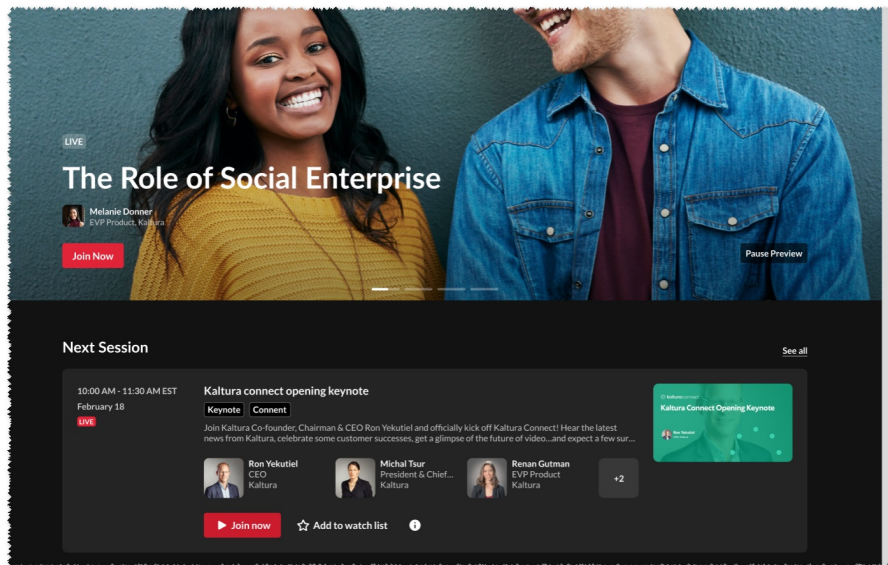 LIVE
The Role of Social Enterprise
Melanie Donner
EVP Product, Kaltura
Join Now
Pause Preview
Next Session
See all
10:00 AM - 11:30 AM EST
February 18
LIVE
Kaltura connect opening keynote
Keynote Connent
Join Kaltura Co-founder, Chairman & CEO Ron Yekutiel and officially kick off Kaltura Connect! Hear the latest
news from Kaltura, celebrate some customer successes, get a glimpse of the future of video...and expect a few sur...
Ron Yekutiel
CEO
Kaltura
Michal Tsur
President & Chief...
Kaltura
Renan Gutman
EVP Product
Kaltura
+2
Join now
Add to watch list
kalturaconnect
Kaltura Connect Opening Keynote
Ron Yekutiel